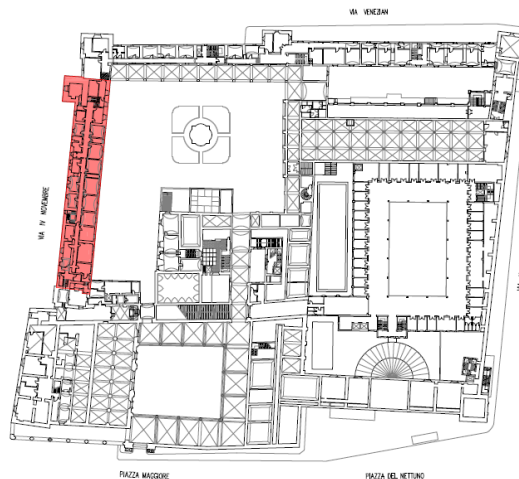 VIA VENEZIAN
VIA IV NOVEMBRE
PIAZZA MAGGIORE
PIAZZA DEL NETTUNO